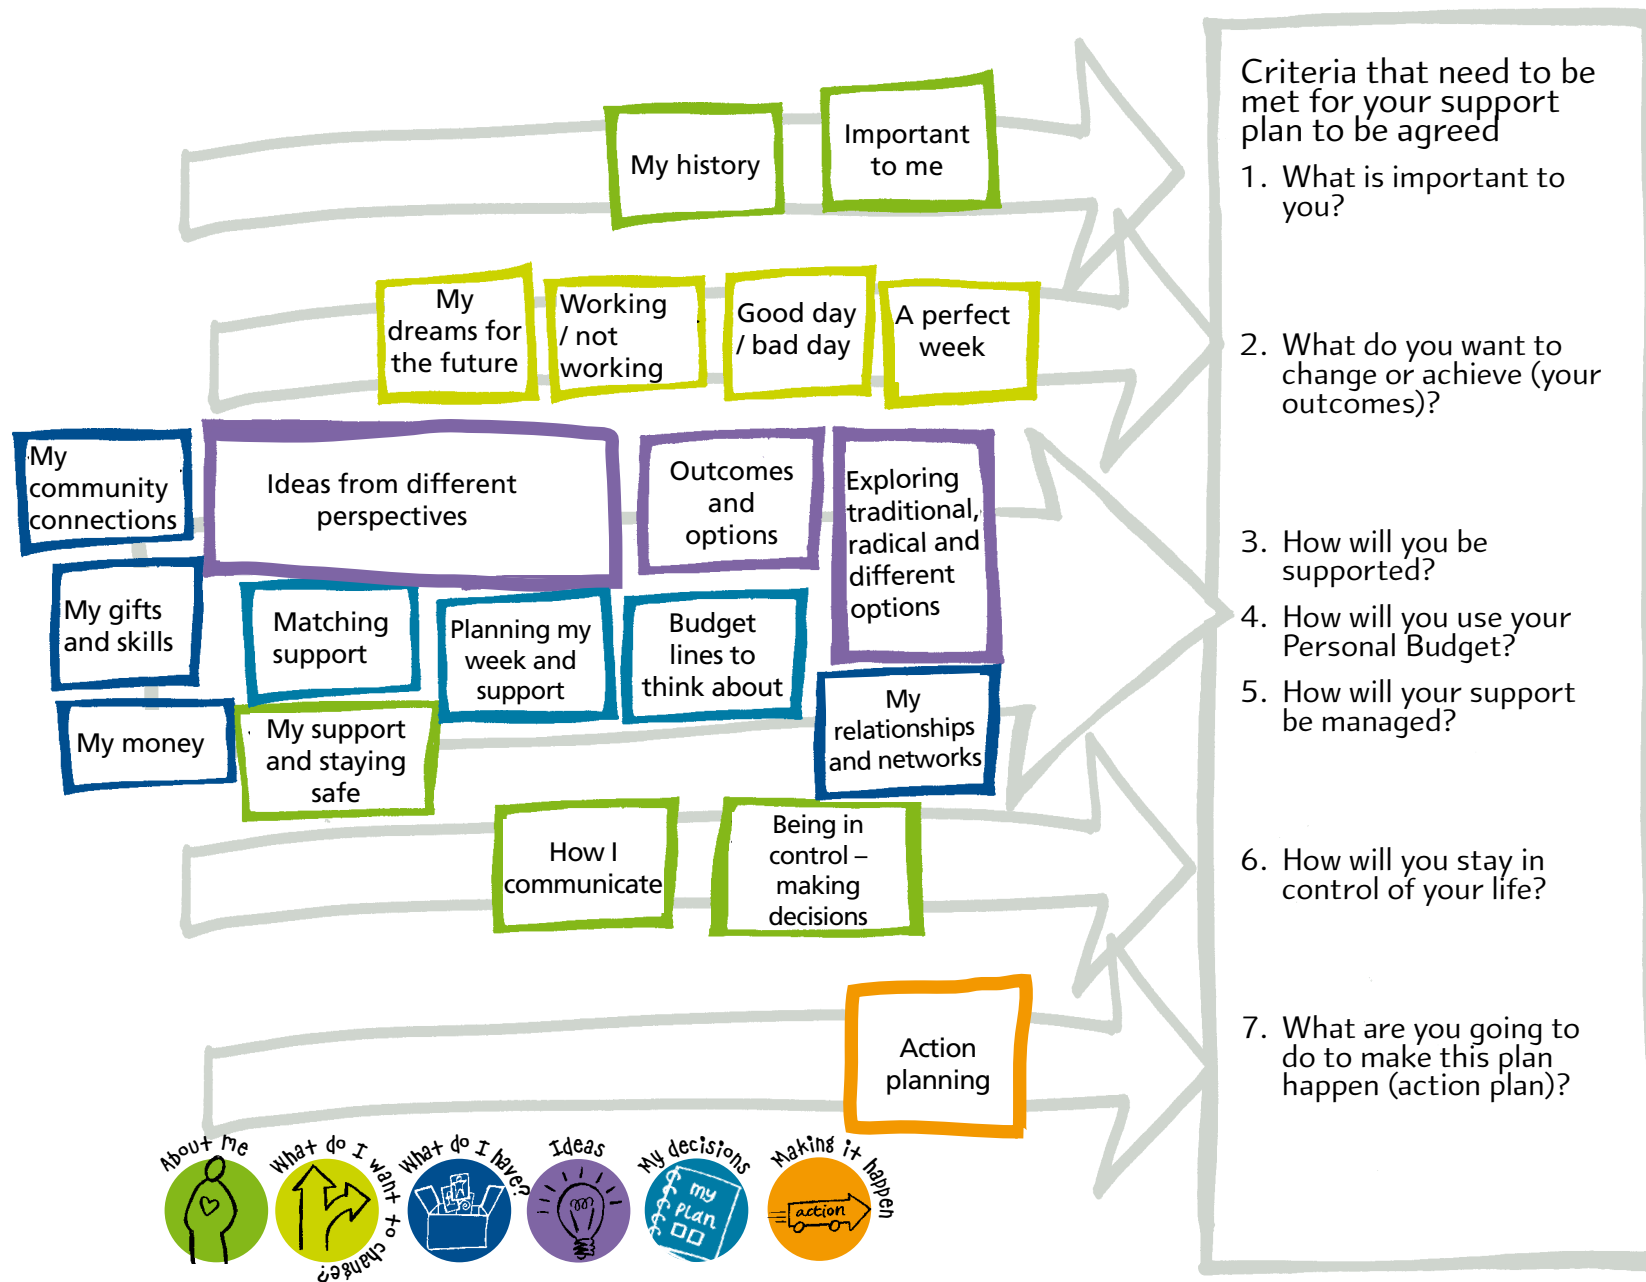 My history
Important
to me
My
dreams for
the future
Working
/ not
working
Good day
/ bad day
A perfect
week
My
community
connections
Ideas from different
perspectives
Outcomes
and
options
Exploring
traditional,
radical and
different
options
My gifts
and skills
Matching
support
Planning my
week and
support
Budget
lines to
think about
My money
My support
and staying
safe
My
relationships
and networks
How I
communicate
Being in
control –
making
decisions
Action
planning
About me
What do I want to change?
What do I have?
Ideas
My decisions
my
plan
Making it happen
action
Criteria that need to be
met for your support
plan to be agreed
1. What is important to
you?
2. What do you want to
change or achieve (your
outcomes)?
3. How will you be
supported?
4. How will you use your
Personal Budget?
5. How will your support
be managed?
6. How will you stay in
control of your life?
7. What are you going to
do to make this plan
happen (action plan)?